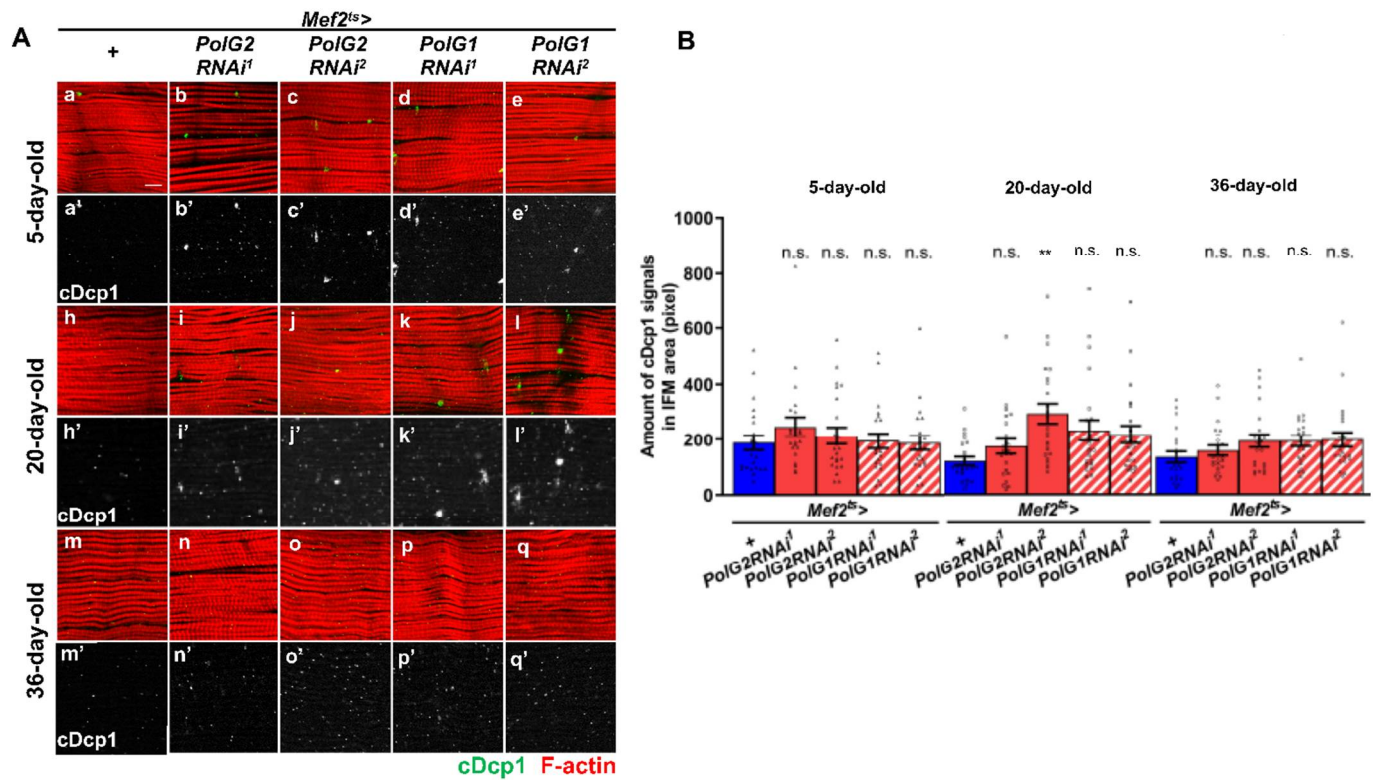 A
Mef2ts>
+
PolG2 RNAi1
PolG2 RNAi2
PolG1 RNAi1
PolG1 RNAi2
5-day-old
a b c d e
a' b' c' d' e'
cDcp1
20-day-old
h i j k l
h' i' j' k' l'
cDcp1
36-day-old
m n o p q
m' n' o' p' q'
cDcp1
cDcp1 F-actin
B
5-day-old 20-day-old 36-day-old
Amount of cDcp1 signals
in IFM area (pixel)
1000
800
600
400
200
0
n.s. n.s. n.s. n.s. n.s. ** n.s. n.s. n.s. n.s. n.s. n.s.
Mef2ts> Mef2ts> Mef2ts>
+ PolG2RNAi1 PolG2RNAi2 PolG1RNAi1 PolG1RNAi2 + PolG2RNAi1 PolG2RNAi2 PolG1RNAi1 PolG1RNAi2 + PolG2RNAi1 PolG2RNAi2 PolG1RNAi1 PolG1RNAi2